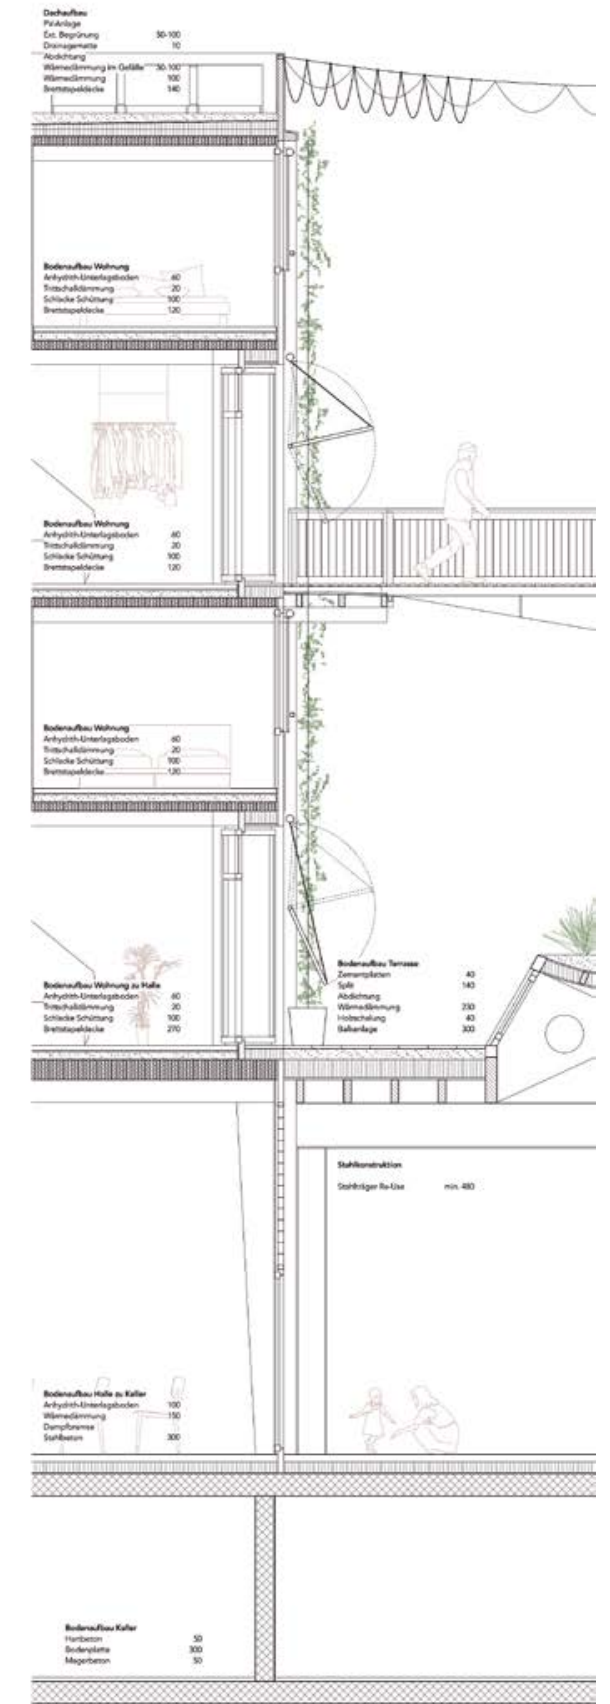 Dachaufbau
PV-Anlage
Ext. Begrünung 50-100
Drainagematte 10
Abdichtung
Wärmedämmung im Gefälle 50-100
Wärmedämmung 100
Brettstapeldecke 140
Bodenaufbau Wohnung
Anhydrith-Unterlagsboden 60
Trittschalldämmung 20
Schlacke Schüttung 100
Brettstapeldecke 120
Bodenaufbau Wohnung
Anhydrith-Unterlagsboden 60
Trittschalldämmung 20
Schlacke Schüttung 100
Brettstapeldecke 120
Bodenaufbau Wohnung
Anhydrith-Unterlagsboden 60
Trittschalldämmung 20
Schlacke Schüttung 100
Brettstapeldecke 120
Bodenaufbau Wohnung zu Halle
Anhydrith-Unterlagsboden 60
Trittschalldämmung 20
Schlacke Schüttung 100
Brettstapeldecke 270
Bodenaufbau Terrasse
Zementplatten 40
Split 140
Abdichtung
Wärmedämmung 230
Holzschalung 40
Balkenlage 300
Stahlkonstruktion
Stahlträger Re-Use min. 480
Bodenaufbau Halle zu Keller
Anhydrith-Unterlagsboden 100
Wärmedämmung 150
Dampfbremse
Stahlbeton 300
Bodenaufbau Keller
Hartbeton 50
Bodenplatte 300
Magerbeton 50